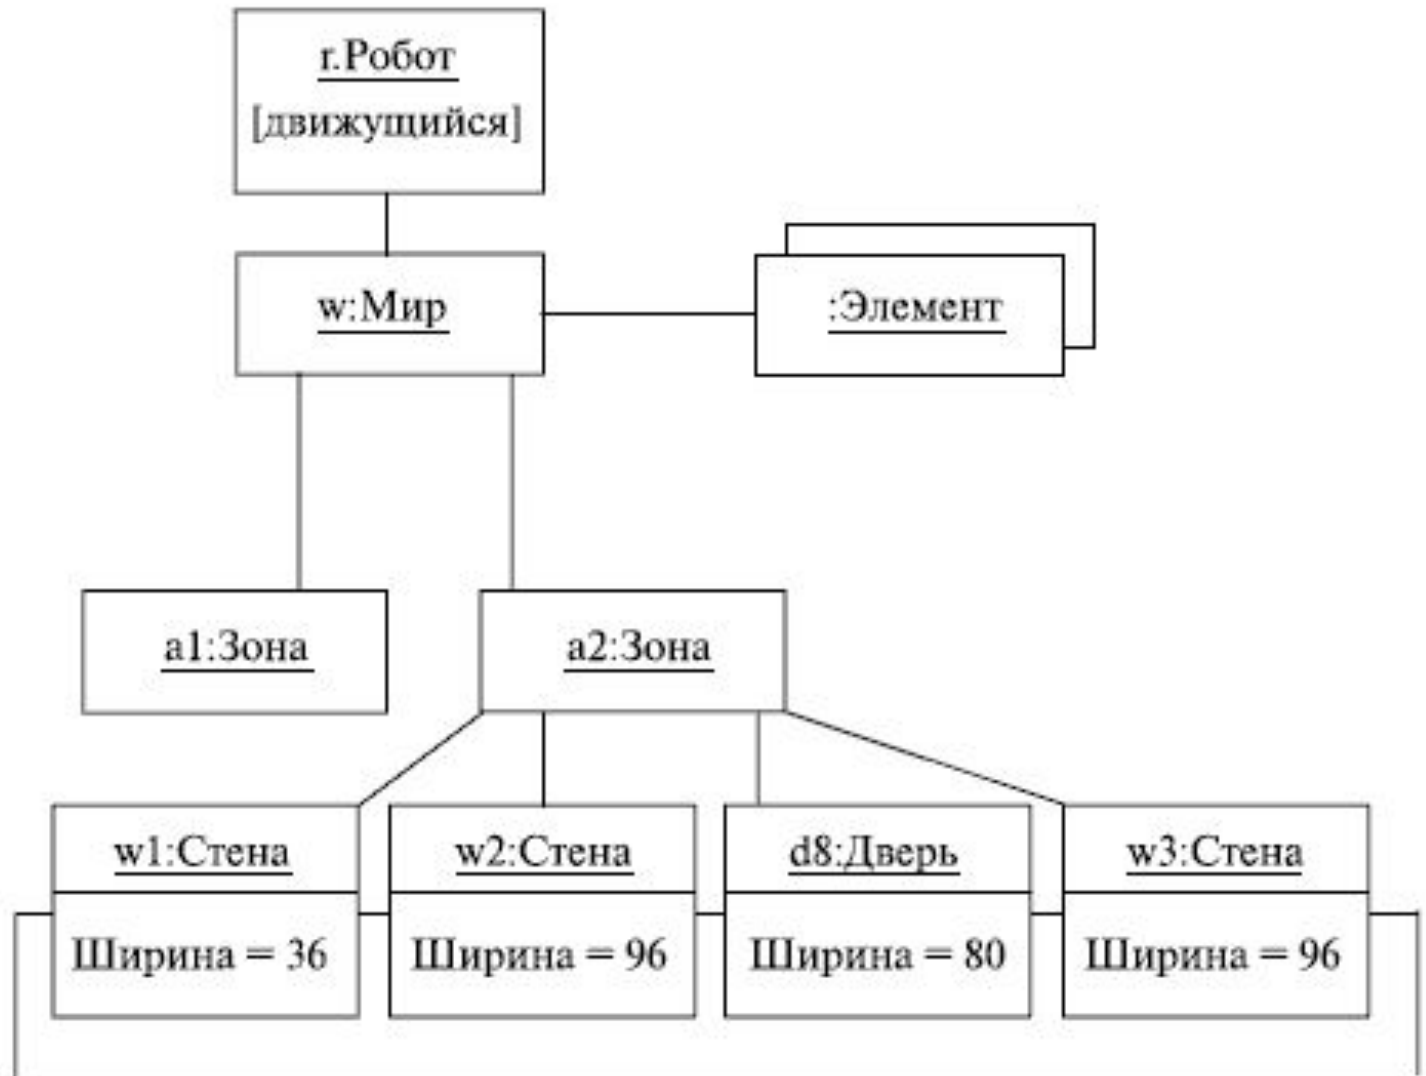 r.Робот
[движущийся]
w:Мир
:Элемент
a1:Зона
a2:Зона
w1:Стена
w2:Стена
d8:Дверь
w3:Стена
Ширина = 36
Ширина = 96
Ширина = 80
Ширина = 96